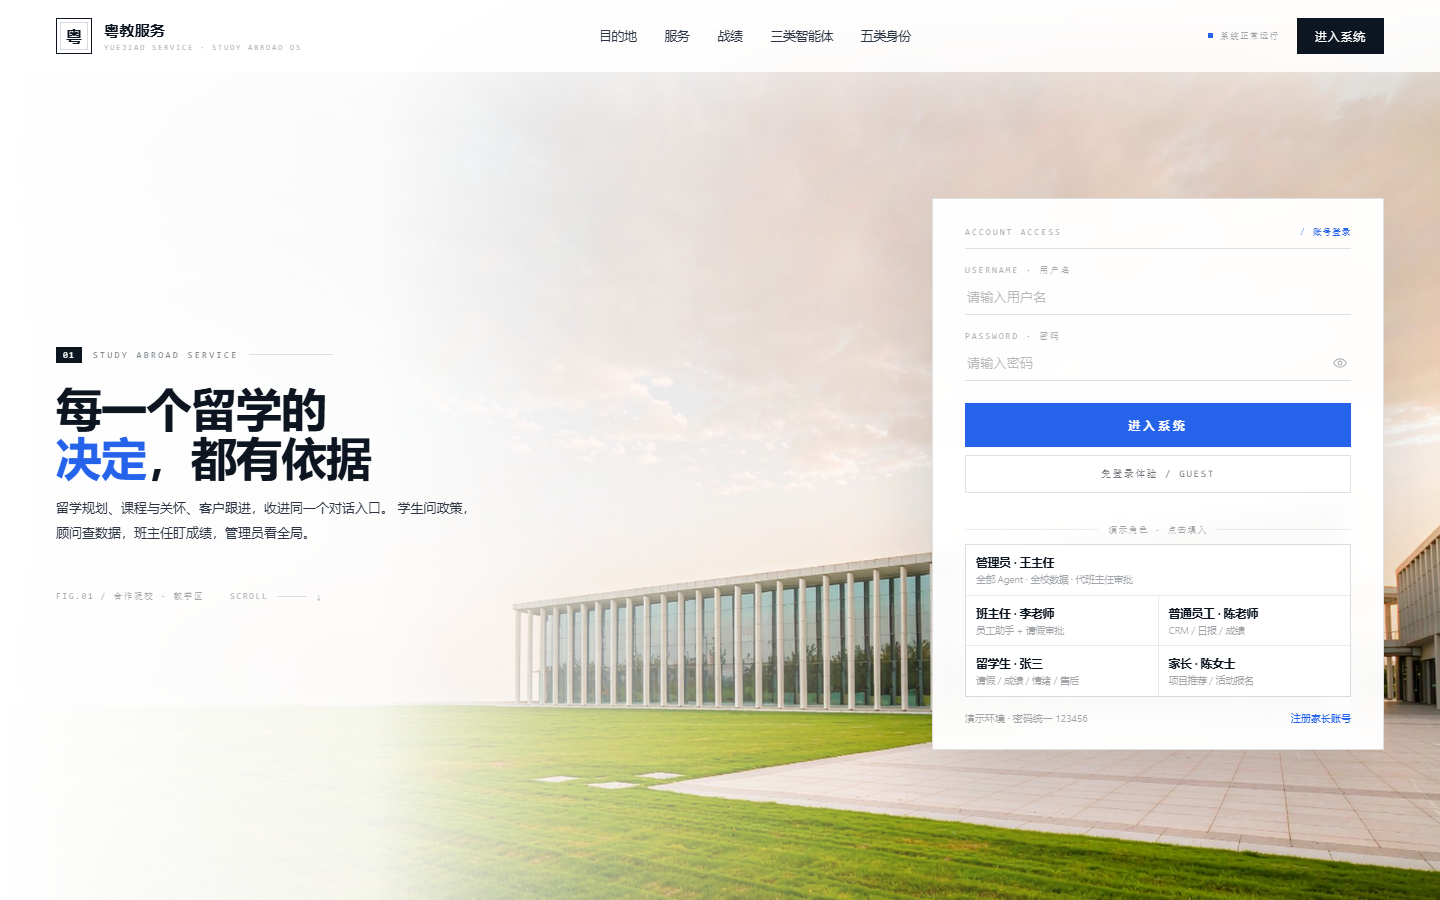 粤
粤教服务
YUEJIAO SERVICE · STUDY ABROAD OS
目的地
服务
战绩
三类智能体
五类身份
系统正常运行
进入系统
01 STUDY ABROAD SERVICE
每一个留学的
决定，都有依据
留学规划、课程与关怀、客户跟进，收进同一个对话入口。 学生问政策，
顾问查数据，班主任盯成绩，管理员看全局。
FIG.01 / 合作院校 · 教学区 SCROLL ↓
ACCOUNT ACCESS / 账号登录
USERNAME · 用户名
请输入用户名
PASSWORD · 密码
请输入密码
进入系统
免登录体验 / GUEST
演示角色 · 点击填入
管理员 · 王主任
全部 Agent · 全校数据 · 代班主任审批
班主任 · 李老师
员工助手 + 请假审批
普通员工 · 陈老师
CRM / 日报 / 成绩
留学生 · 张三
请假 / 成绩 / 情绪 / 售后
家长 · 陈女士
项目推荐 / 活动报名
演示环境 · 密码统一 123456
注册家长账号